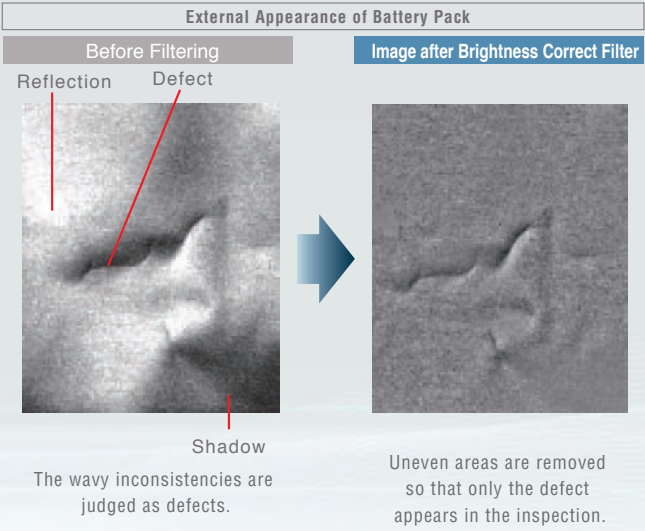 External Appearance of Battery Pack
Before Filtering
Image after Brightness Correct Filter
Reflection
Defect
Shadow
The wavy inconsistencies are
judged as defects.
Uneven areas are removed
so that only the defect
appears in the inspection.